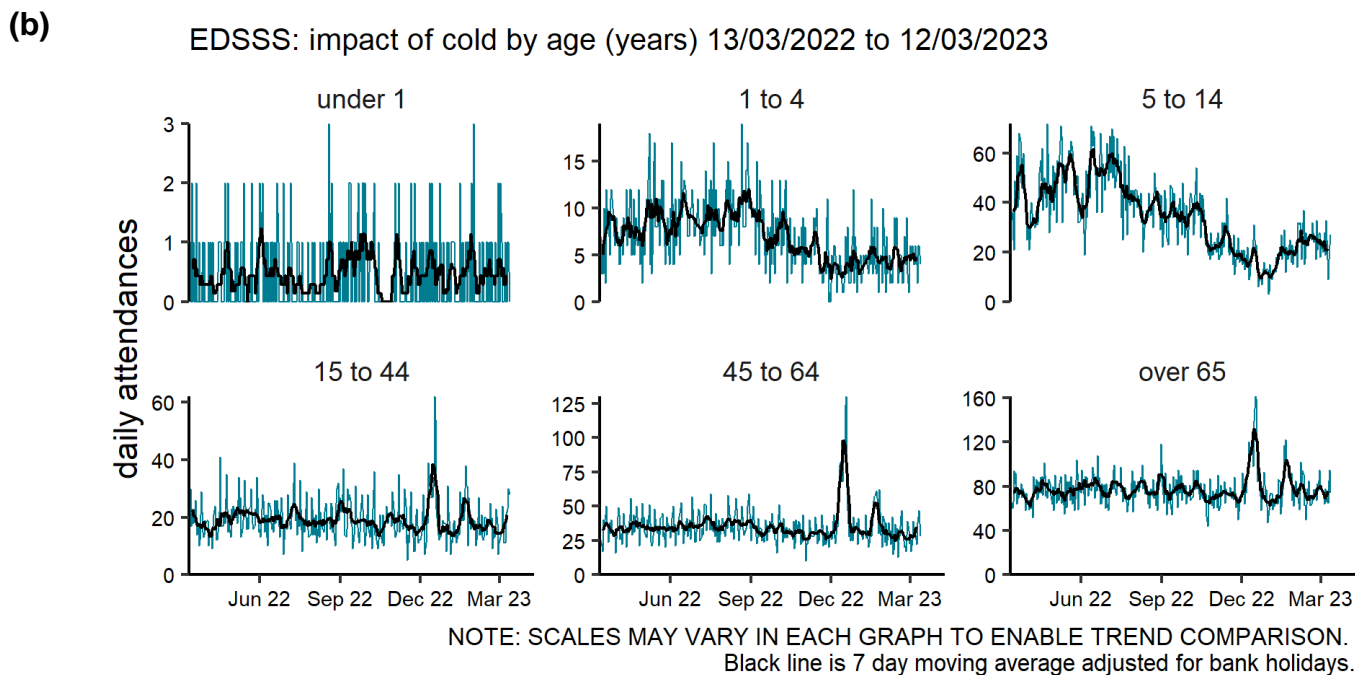 (b)
EDSSS: impact of cold by age (years) 13/03/2022 to 12/03/2023
daily attendances
under 1
3
2
1
0
1 to 4
15
10
5
0
5 to 14
60
40
20
0
15 to 44
60
40
20
0
Jun 22 Sep 22 Dec 22 Mar 23
45 to 64
125
100
75
50
25
0
Jun 22 Sep 22 Dec 22 Mar 23
over 65
160
120
80
40
0
Jun 22 Sep 22 Dec 22 Mar 23
NOTE: SCALES MAY VARY IN EACH GRAPH TO ENABLE TREND COMPARISON.
Black line is 7 day moving average adjusted for bank holidays.